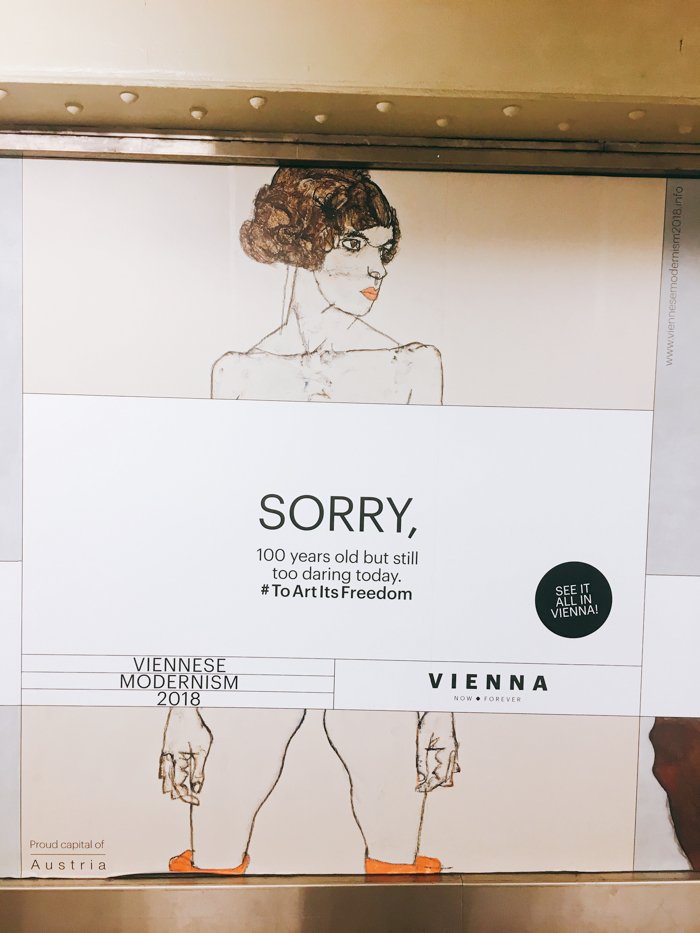 www.viennesemodernism2018.info
SORRY,
100 years old but still
too daring today.
#ToArtItsFreedom
SEE IT
ALL IN
VIENNA!
VIENNESE
MODERNISM
2018
VIENNA
NOW FOREVER
Proud capital of
Austria